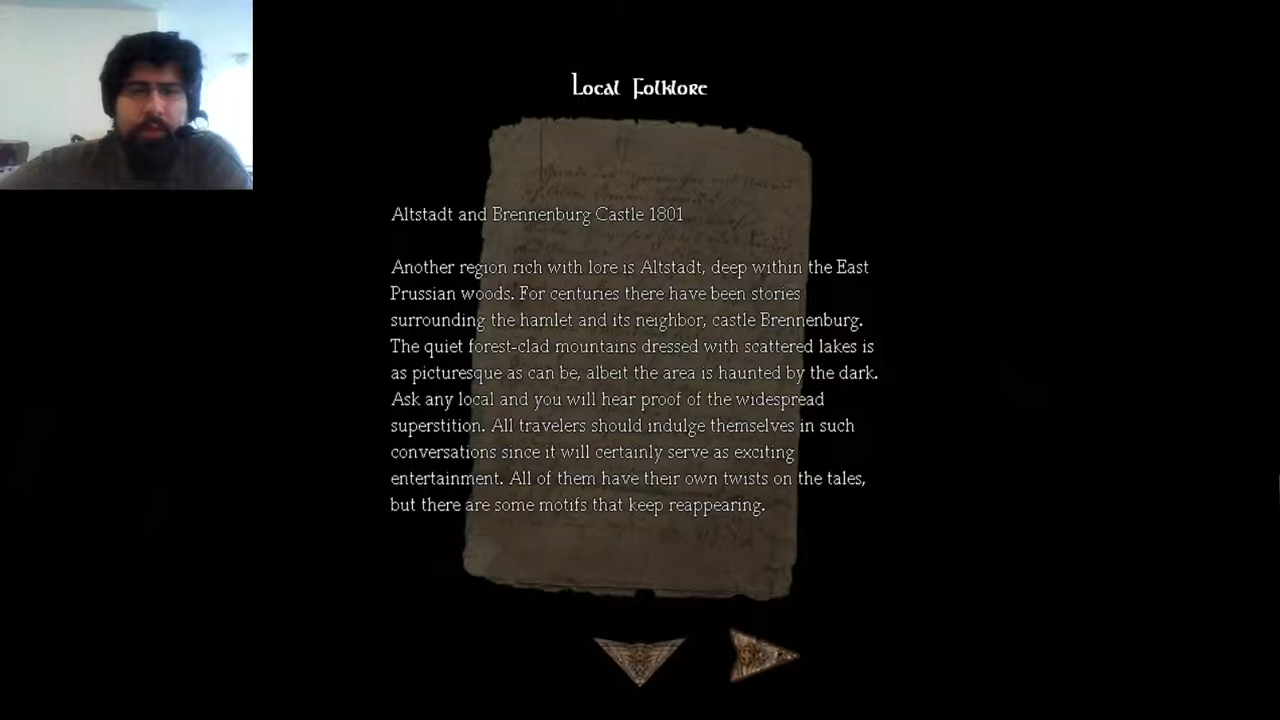 Local Folklore
Altstadt and Brennenburg Castle 1801
Another region rich with lore is Altstadt, deep within the East
Prussian woods. For centuries there have been stories
surrounding the hamlet and its neighbor, castle Brennenburg.
The quiet forest-clad mountains dressed with scattered lakes is
as picturesque as can be, albeit the area is haunted by the dark.
Ask any local and you will hear proof of the widespread
superstition. All travelers should indulge themselves in such
conversations since it will certainly serve as exciting
entertainment. All of them have their own twists on the tales,
but there are some motifs that keep reappearing.